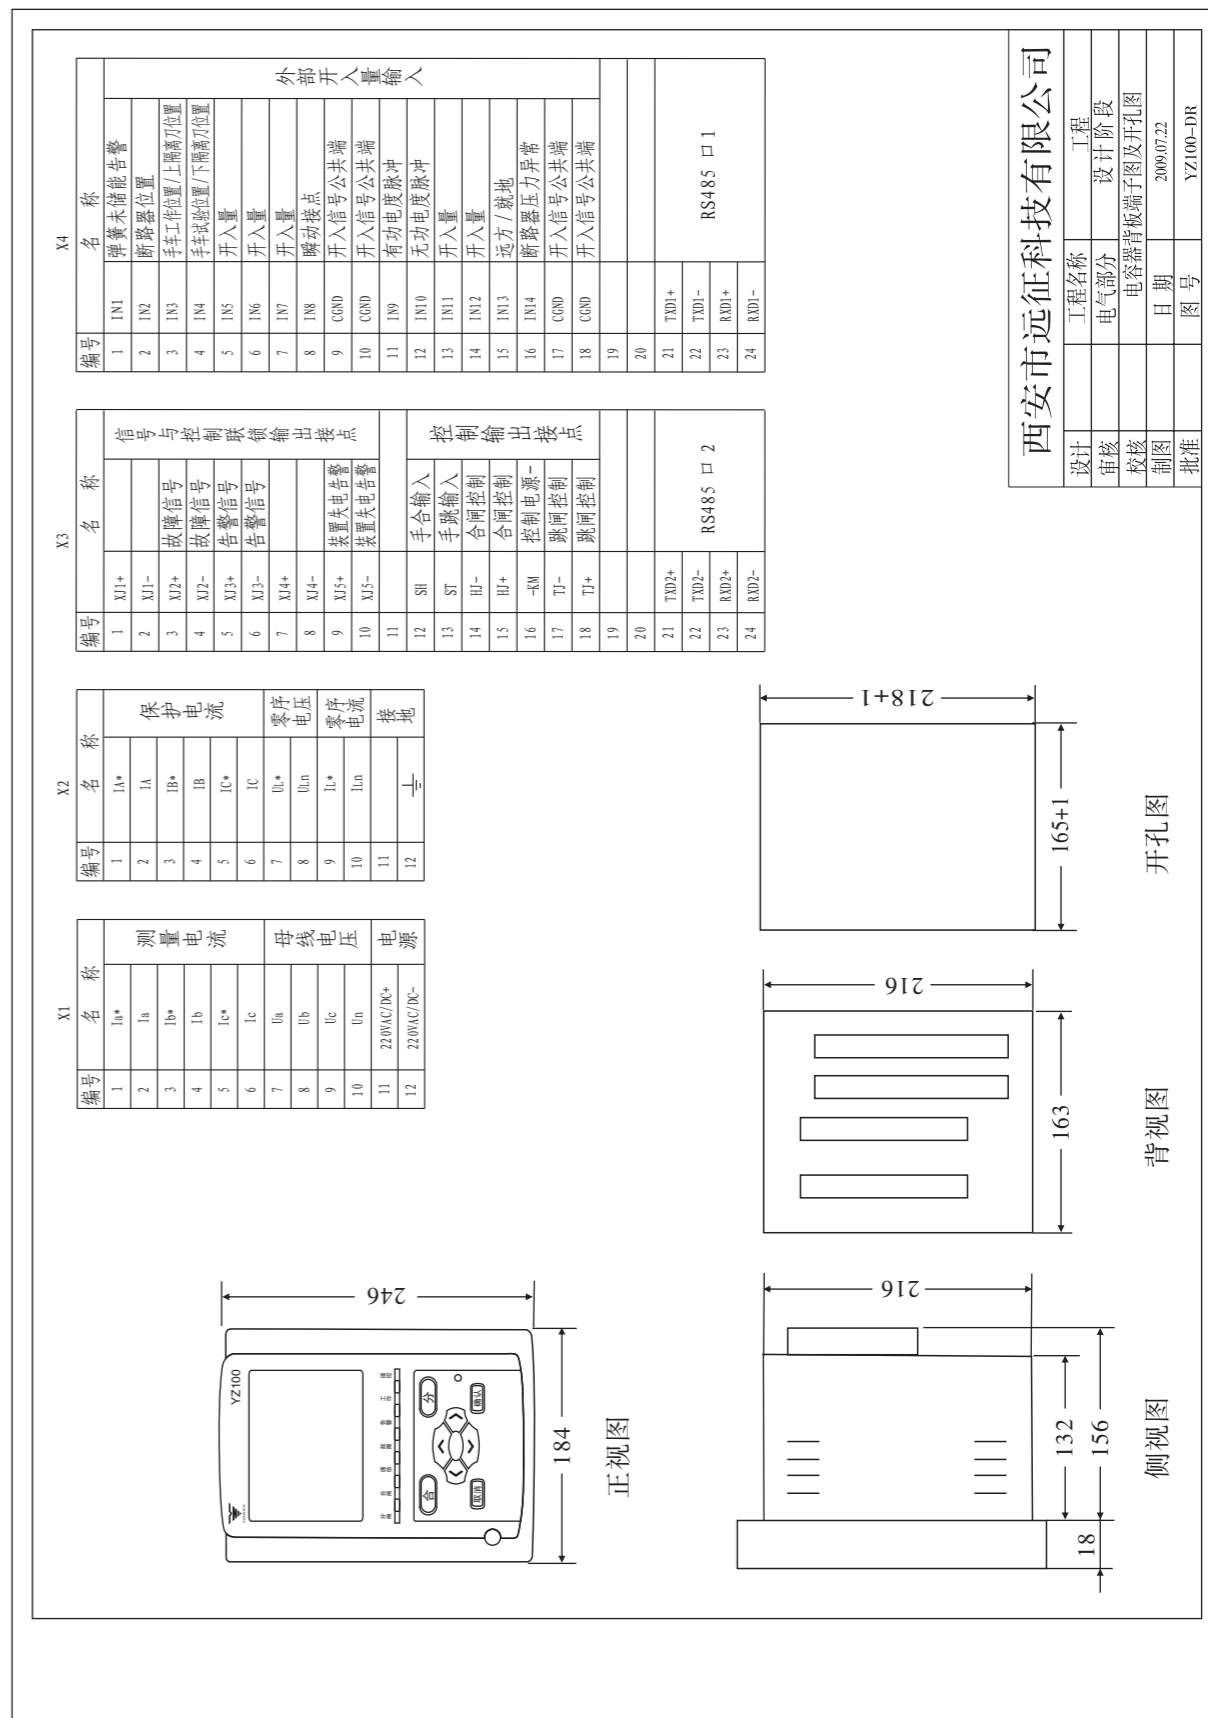 X1
编号 名 称
1 Ia* 测量电流
2 Ia
3 Ib*
4 Ib
5 Ic*
6 Ic
7 Ua 母线电压
8 Ub
9 Uc
10 Un
11 220VAC/DC+ 电源
12 220VAC/DC-
X2
编号 名 称
1 IA* 保护电流
2 IA
3 IB*
4 IB
5 IC*
6 IC
7 UL* 零序电压
8 ULn
9 IL* 零序电流
10 ILn
11 接地
12
X3
编号 名 称
1 XJ1+ 信号与控制联锁输出接点
2 XJ1-
3 XJ2+ 故障信号
4 XJ2- 故障信号
5 XJ3+ 告警信号
6 XJ3- 告警信号
7 XJ4+
8 XJ4-
9 XJ5+ 装置失电告警
10 XJ5- 装置失电告警
11
12 SH 手合输入 控制输出接点
13 ST 手跳输入
14 HJ- 合闸控制
15 HJ+ 合闸控制
16 -KM 控制电源-
17 TJ- 跳闸控制
18 TJ+ 跳闸控制
19
20
21 TXD2+ RS485 口 2
22 TXD2-
23 RXD2+
24 RXD2-
X4
编号 名 称
1 IN1 弹簧未储能告警 外部开入量输入
2 IN2 断路器位置
3 IN3 手车工作位置/上隔离刀位置
4 IN4 手车试验位置/下隔离刀位置
5 IN5 开入量
6 IN6 开入量
7 IN7 开入量
8 IN8 瞬动接点
9 CGND 开入信号公共端
10 CGND 开入信号公共端
11 IN9 有功电度脉冲
12 IN10 无功电度脉冲
13 IN11 开入量
14 IN12 开入量
15 IN13 远方/就地
16 IN14 断路器压力异常
17 CGND 开入信号公共端
18 CGND 开入信号公共端
19
20
21 TXD1+ RS485 口1
22 TXD1-
23 RXD1+
24 RXD1-
YZ100
合 分
取消 确认
246
184
正视图
216
132
156
18
侧视图
216
163
背视图
218+1
165+1
开孔图
西安市远征科技有限公司
设计 工程名称 工程
审核 电气部分 设计阶段
校核 电容器背板端子图及开孔图
制图 日 期 2009.07.22
批准 图 号 YZ100-DR